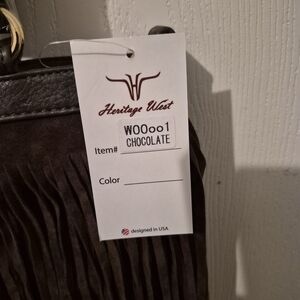 Heritage West
Item# WOOoo1
CHOCOLATE
Color
designed in USA